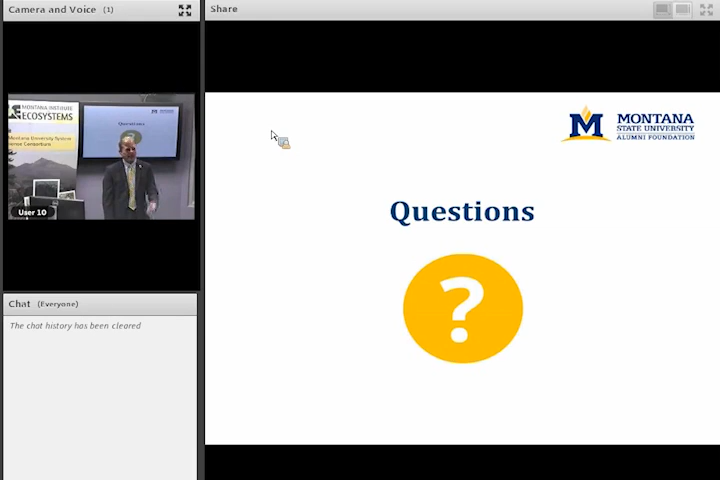 Camera and Voice (1)
MONTANA INSTITUTE
ECOSYSTEMS
Montana University System
Consortium
Questions
User 10
Chat (Everyone)
The chat history has been cleared
Share
M
MONTANA
STATE UNIVERSITY
ALUMNI FOUNDATION
Questions
?